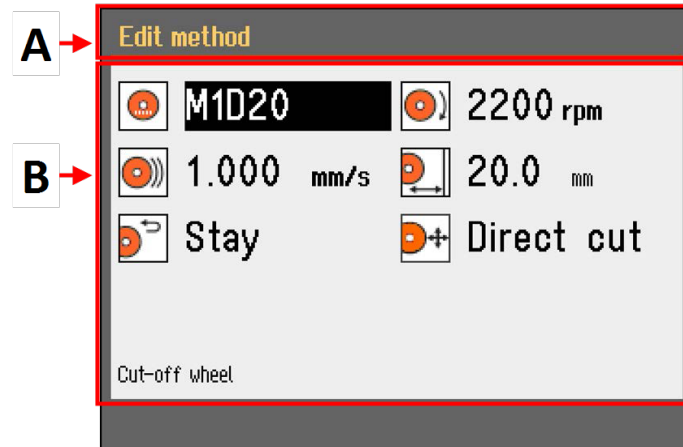 A
Edit method
M1D20
2200 rpm
B
1.000 mm/s
20.0 mm
Stay
Direct cut
Cut-off wheel